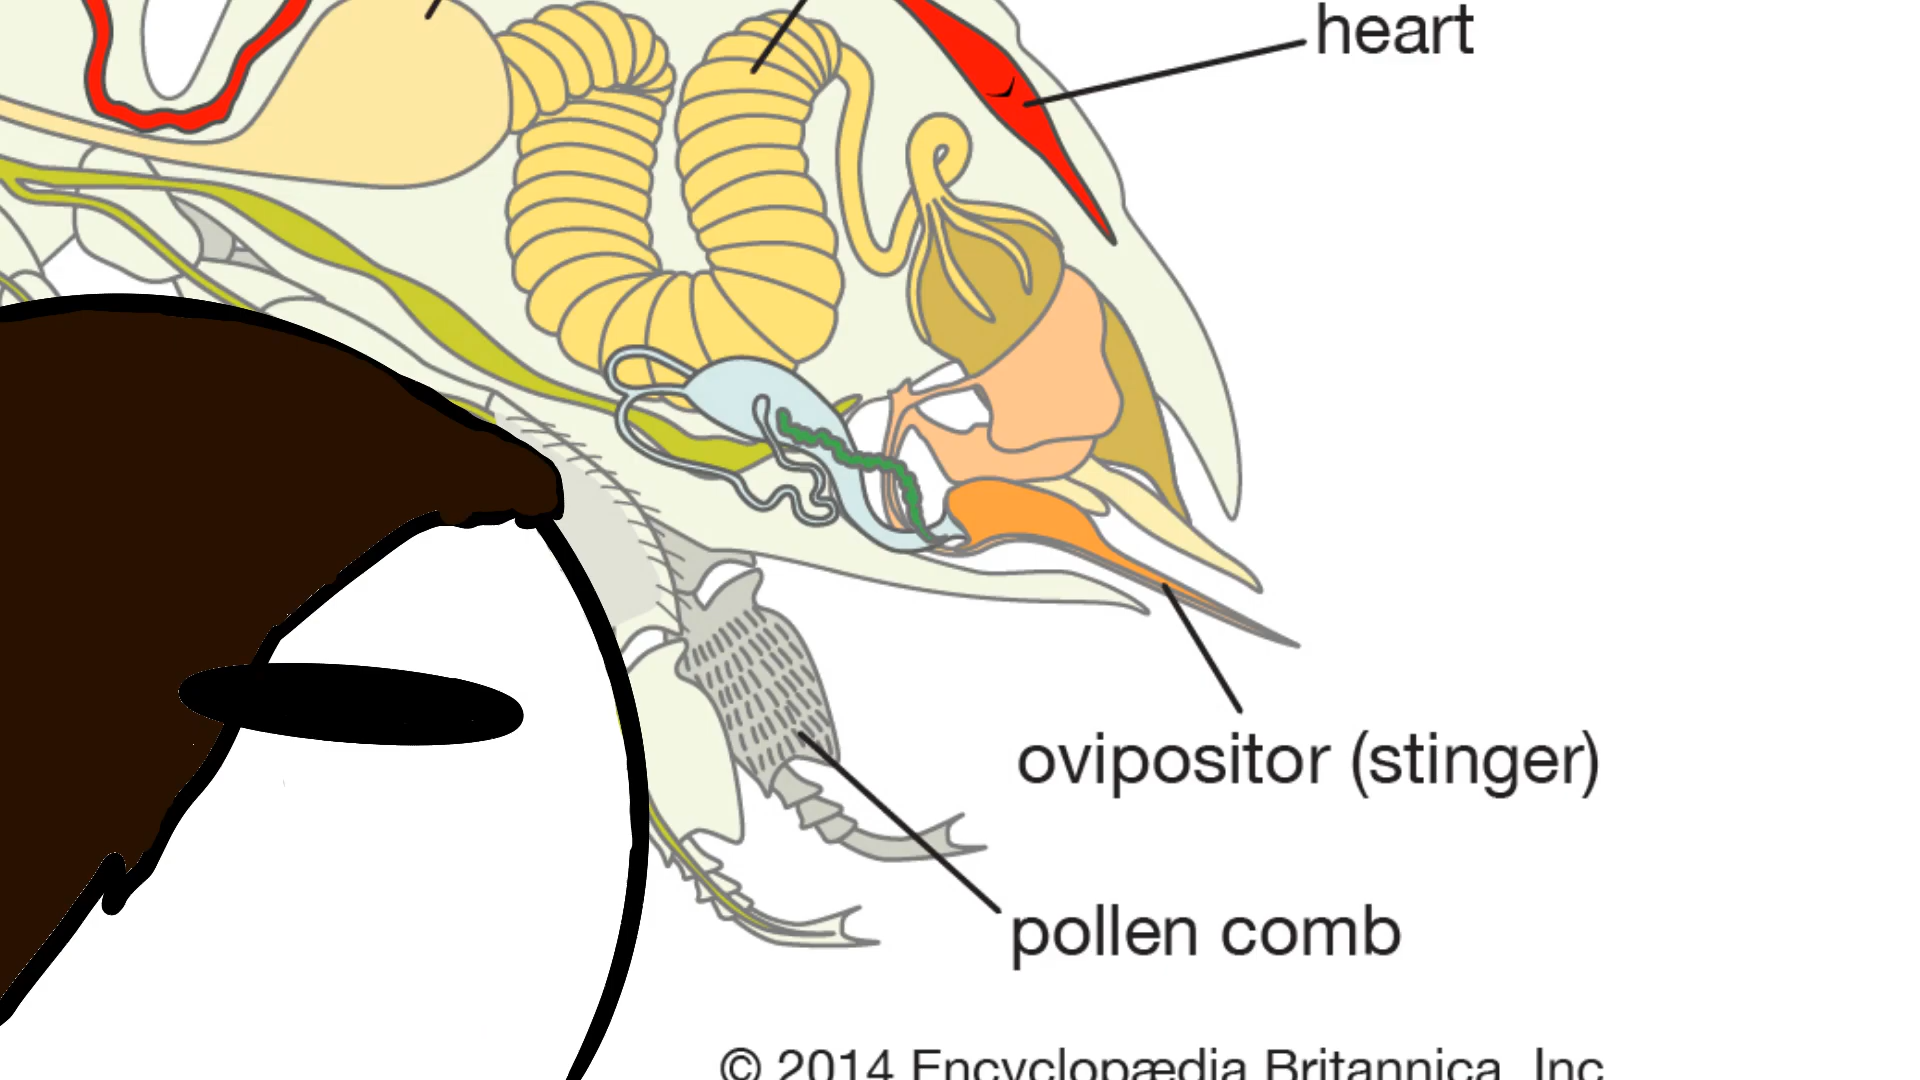 heart
ovipositor (stinger)
pollen comb
© 2014 Encyclopædia Britannica, Inc.